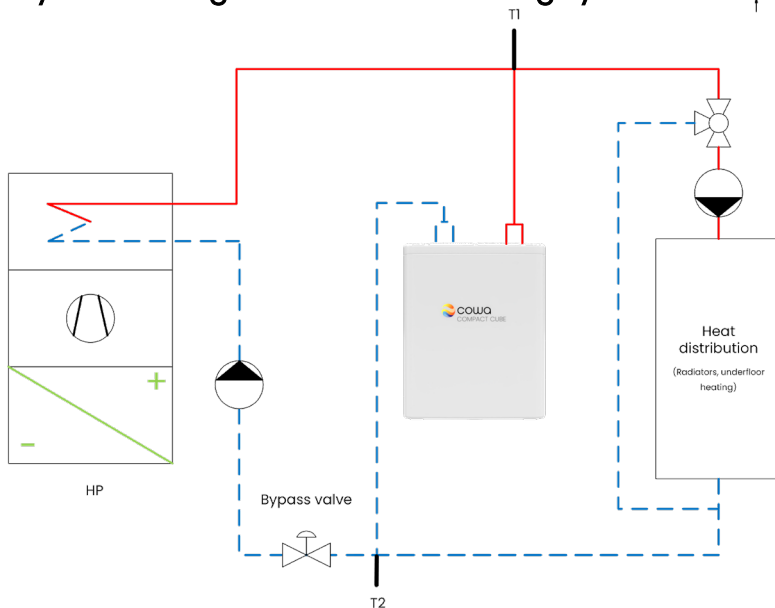 T1
cowa
COMPACT CUBE
Heat
distribution
(Radiators, underfloor
heating)
+
-
HP
Bypass valve
T2